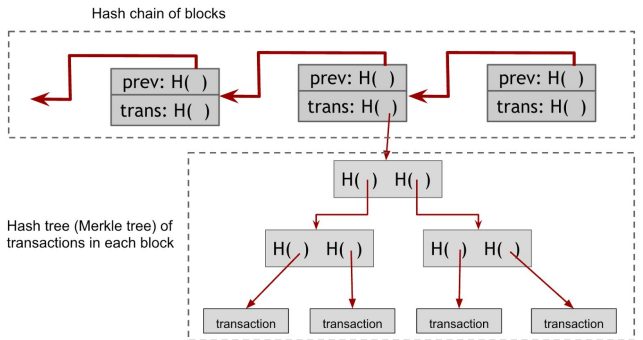 Hash chain of blocks
prev: H( )
trans: H( )
prev: H( )
trans: H( )
prev: H( )
trans: H( )
H( ) H( )
Hash tree (Merkle tree) of
transactions in each block
H( ) H( )
H( ) H( )
transaction
transaction
transaction
transaction